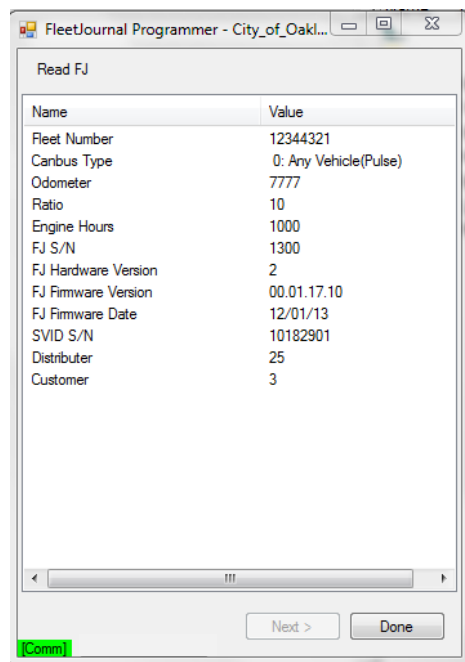 FleetJournal Programmer - City_of_Oakl...
Read FJ
Name Value
Fleet Number 12344321
Canbus Type 0: Any Vehicle(Pulse)
Odometer 7777
Ratio 10
Engine Hours 1000
FJ S/N 1300
FJ Hardware Version 2
FJ Firmware Version 00.01.17.10
FJ Firmware Date 12/01/13
SVID S/N 10182901
Distributer 25
Customer 3
Next > Done
[Comm]